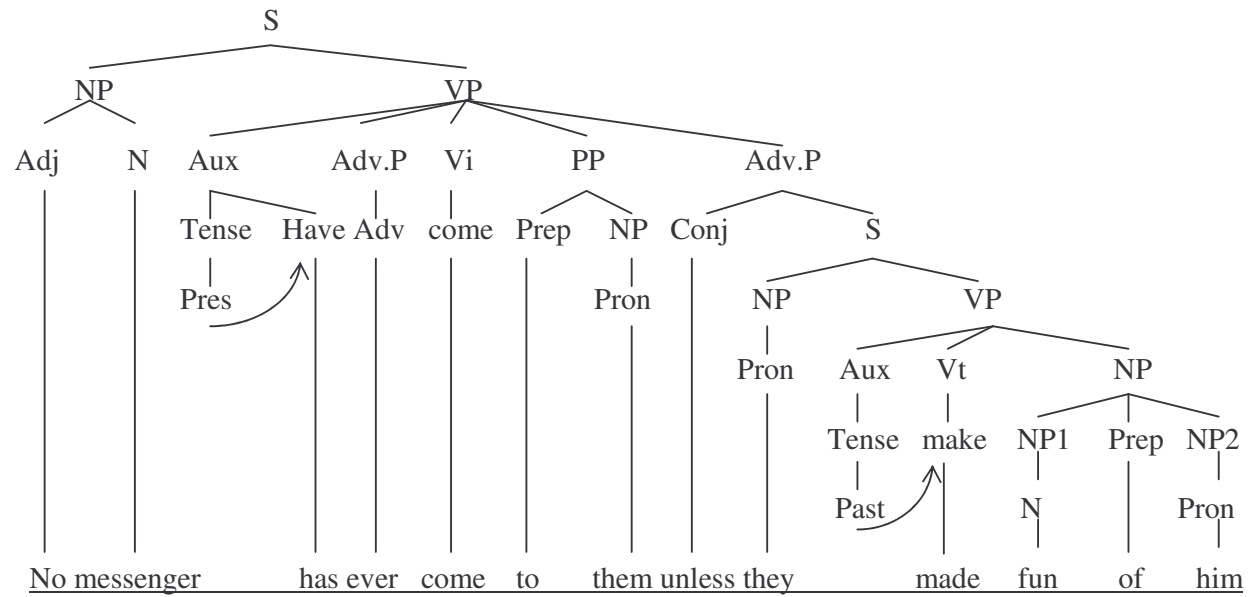 S
NP VP
Adj N Aux Adv.P Vi PP Adv.P
Tense Have Adv come Prep NP Conj S
Pres Pron NP VP
Pron Aux Vt NP
Tense make NP1 Prep NP2
Past N Pron
No messenger has ever come to them unless they made fun of him